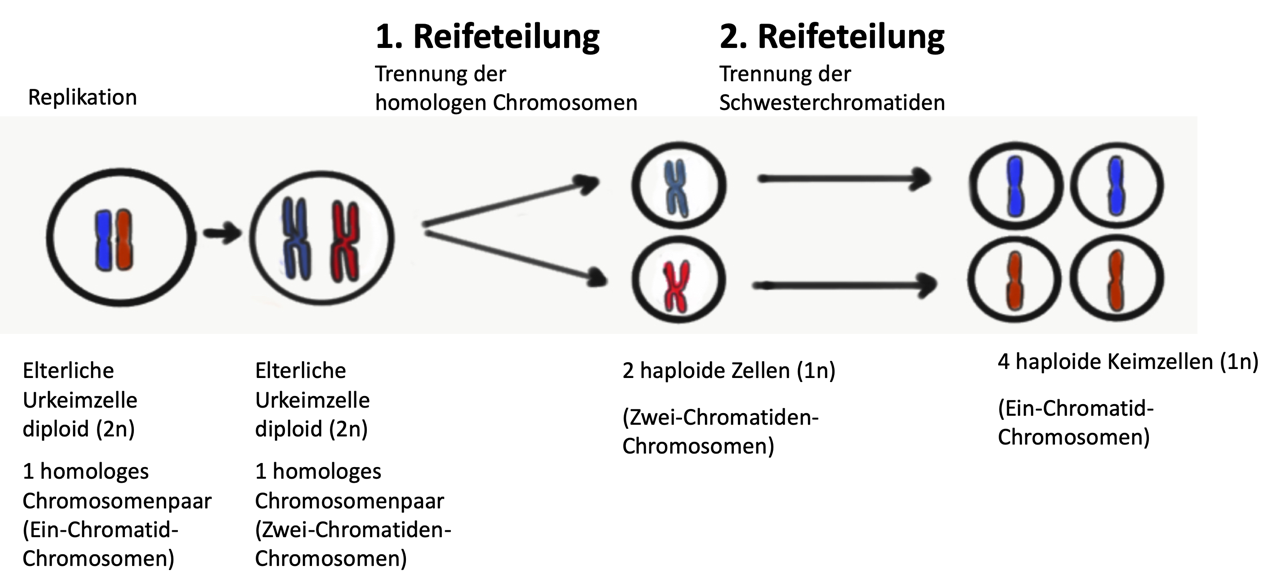 Replikation
1. Reifeteilung
Trennung der
homologen Chromosomen
2. Reifeteilung
Trennung der
Schwesterchromatiden
Elterliche
Urkeimzelle
diploid (2n)
1 homologes
Chromosomenpaar
(Ein-Chromatid-
Chromosomen)
Elterliche
Urkeimzelle
diploid (2n)
1 homologes
Chromosomenpaar
(Zwei-Chromatiden-
Chromosomen)
2 haploide Zellen (1n)
(Zwei-Chromatiden-
Chromosomen)
4 haploide Keimzellen (1n)
(Ein-Chromatid-
Chromosomen)